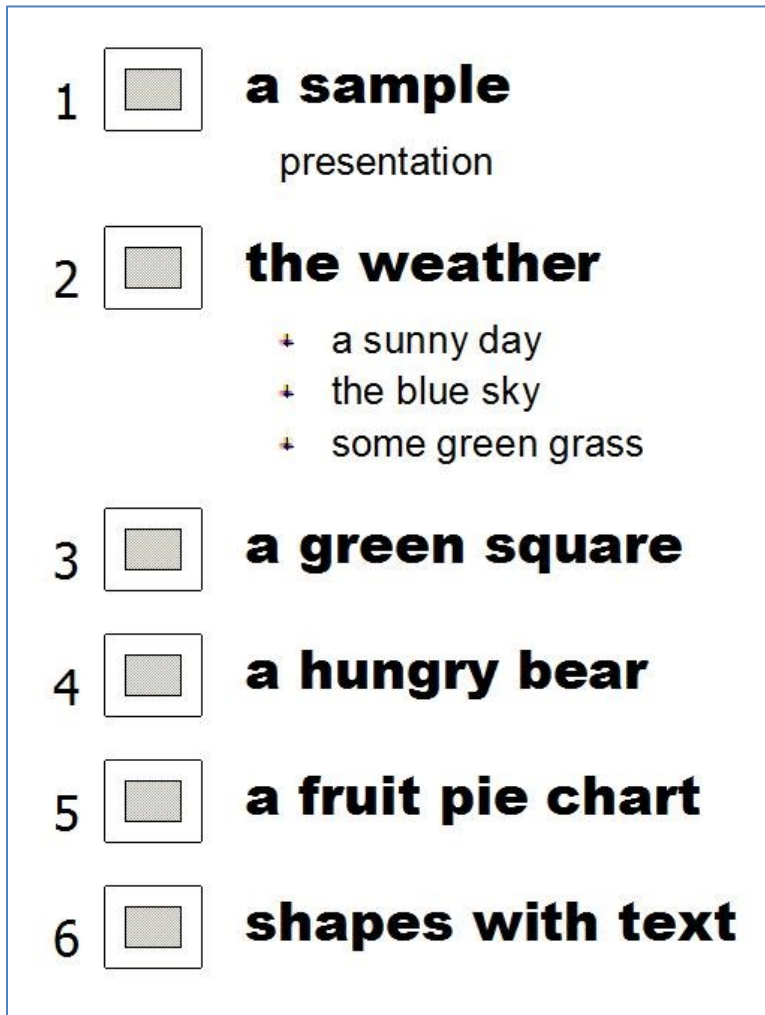 1 a sample
presentation
2 the weather
a sunny day
the blue sky
some green grass
3 a green square
4 a hungry bear
5 a fruit pie chart
6 shapes with text